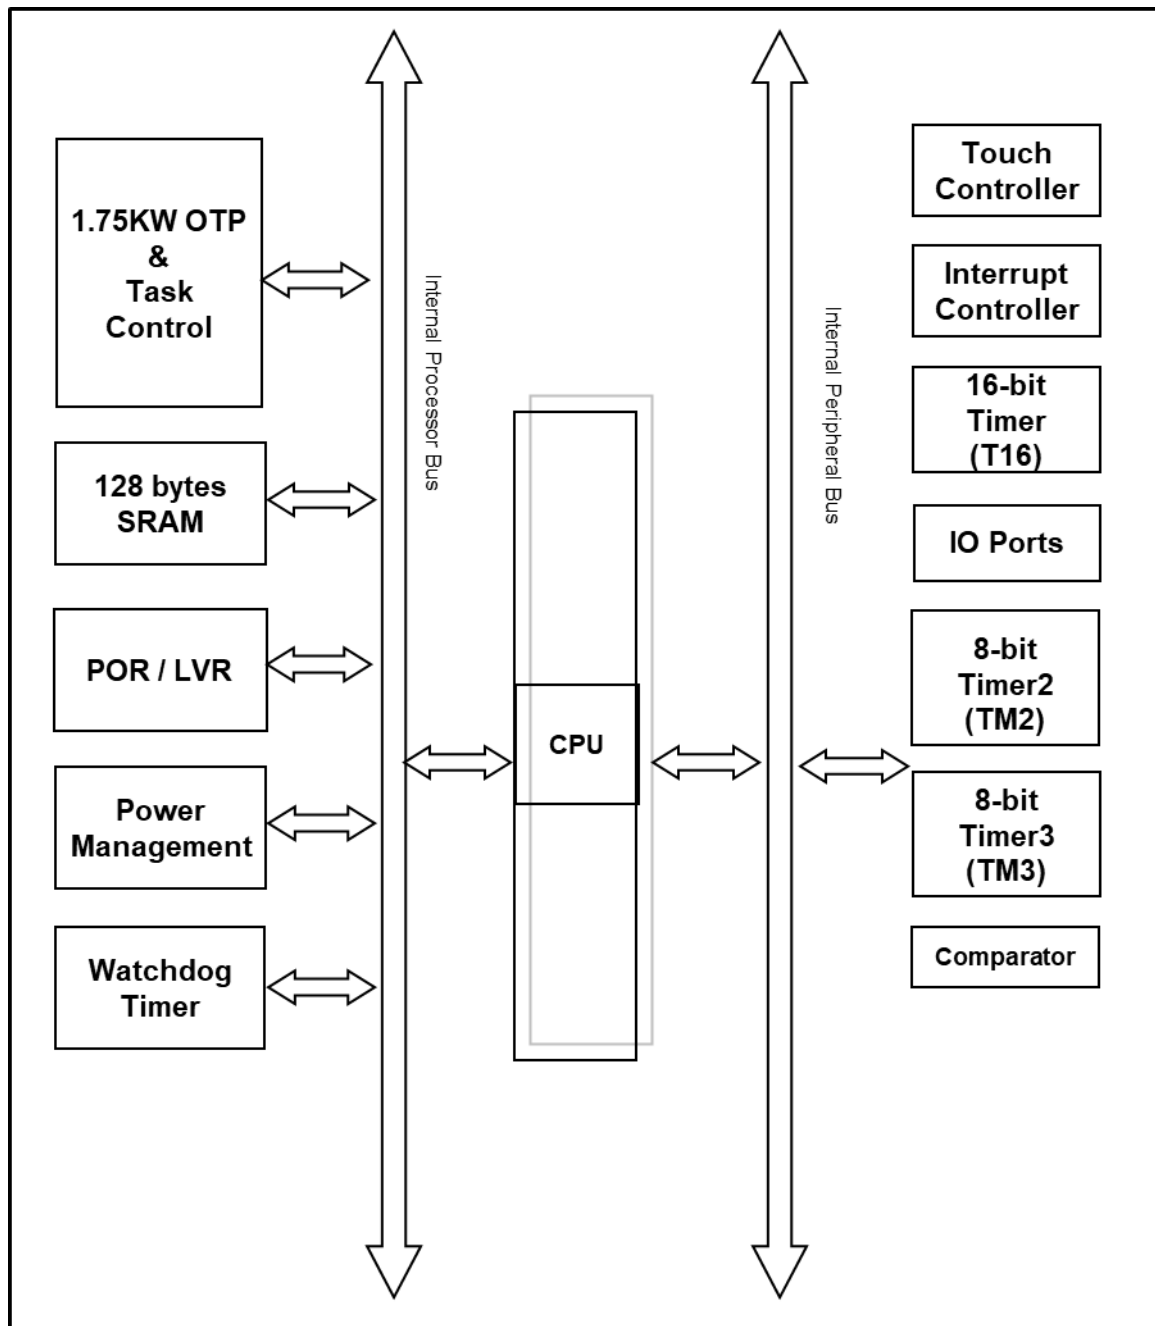 1.75KW OTP
&
Task
Control
128 bytes
SRAM
POR / LVR
Power
Management
Watchdog
Timer
Internal Processor Bus
CPU
Internal Peripheral Bus
Touch
Controller
Interrupt
Controller
16-bit
Timer
(T16)
IO Ports
8-bit
Timer2
(TM2)
8-bit
Timer3
(TM3)
Comparator